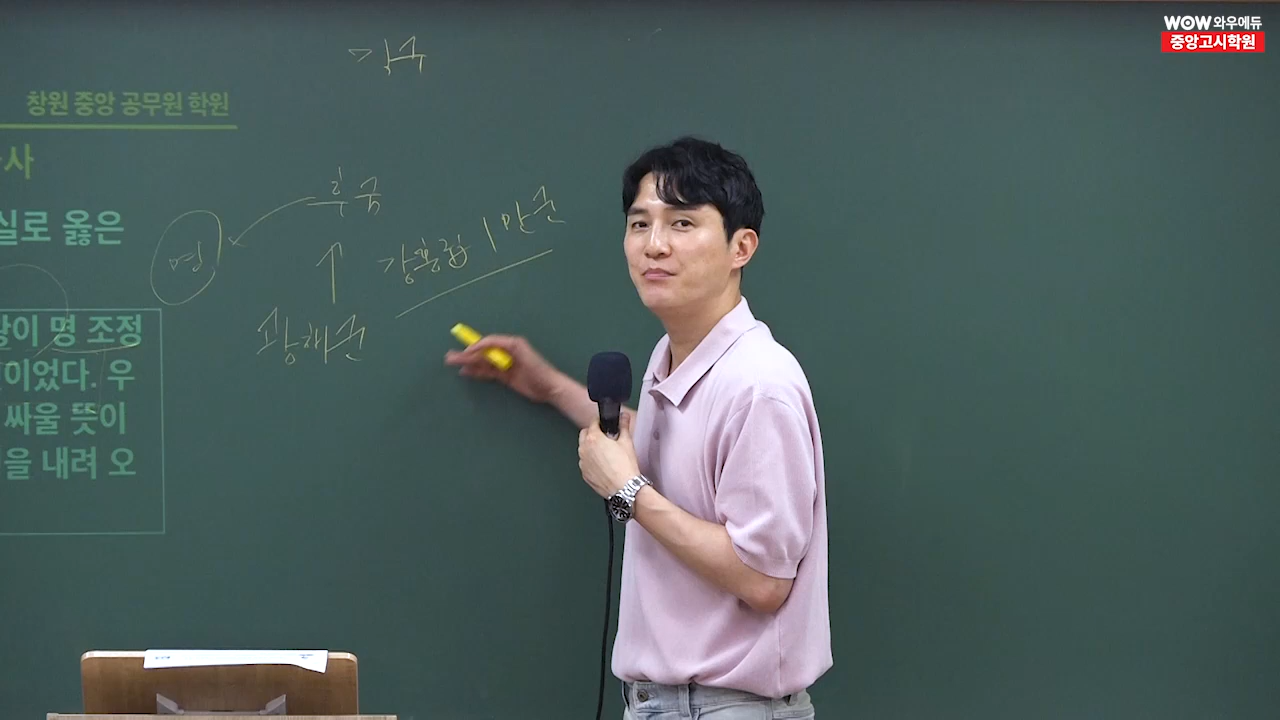 WOW 와우에듀
중앙고시학원
각규
창원 중앙 공무원 학원
사
실로 옳은
후금
명
강홍립 1만군
광해군
이 명 조정
이었다. 우
싸울 뜻이
을 내려 오